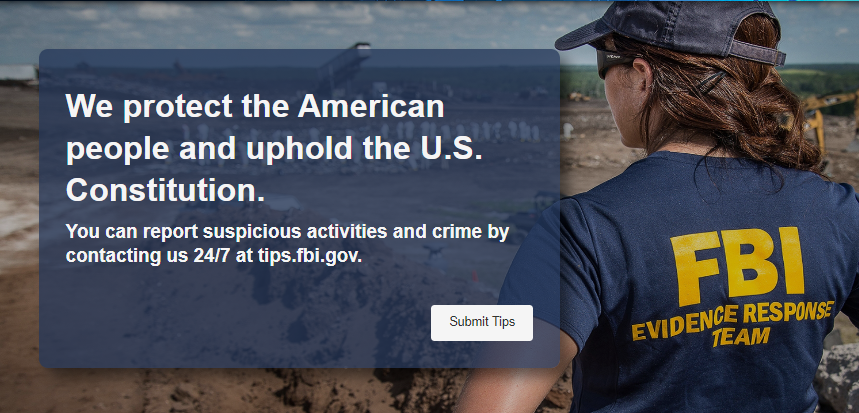 We protect the American
people and uphold the U.S.
Constitution.
You can report suspicious activities and crime by
contacting us 24/7 at tips.fbi.gov.
Submit Tips
FBI
EVIDENCE RESPONSE
TEAM